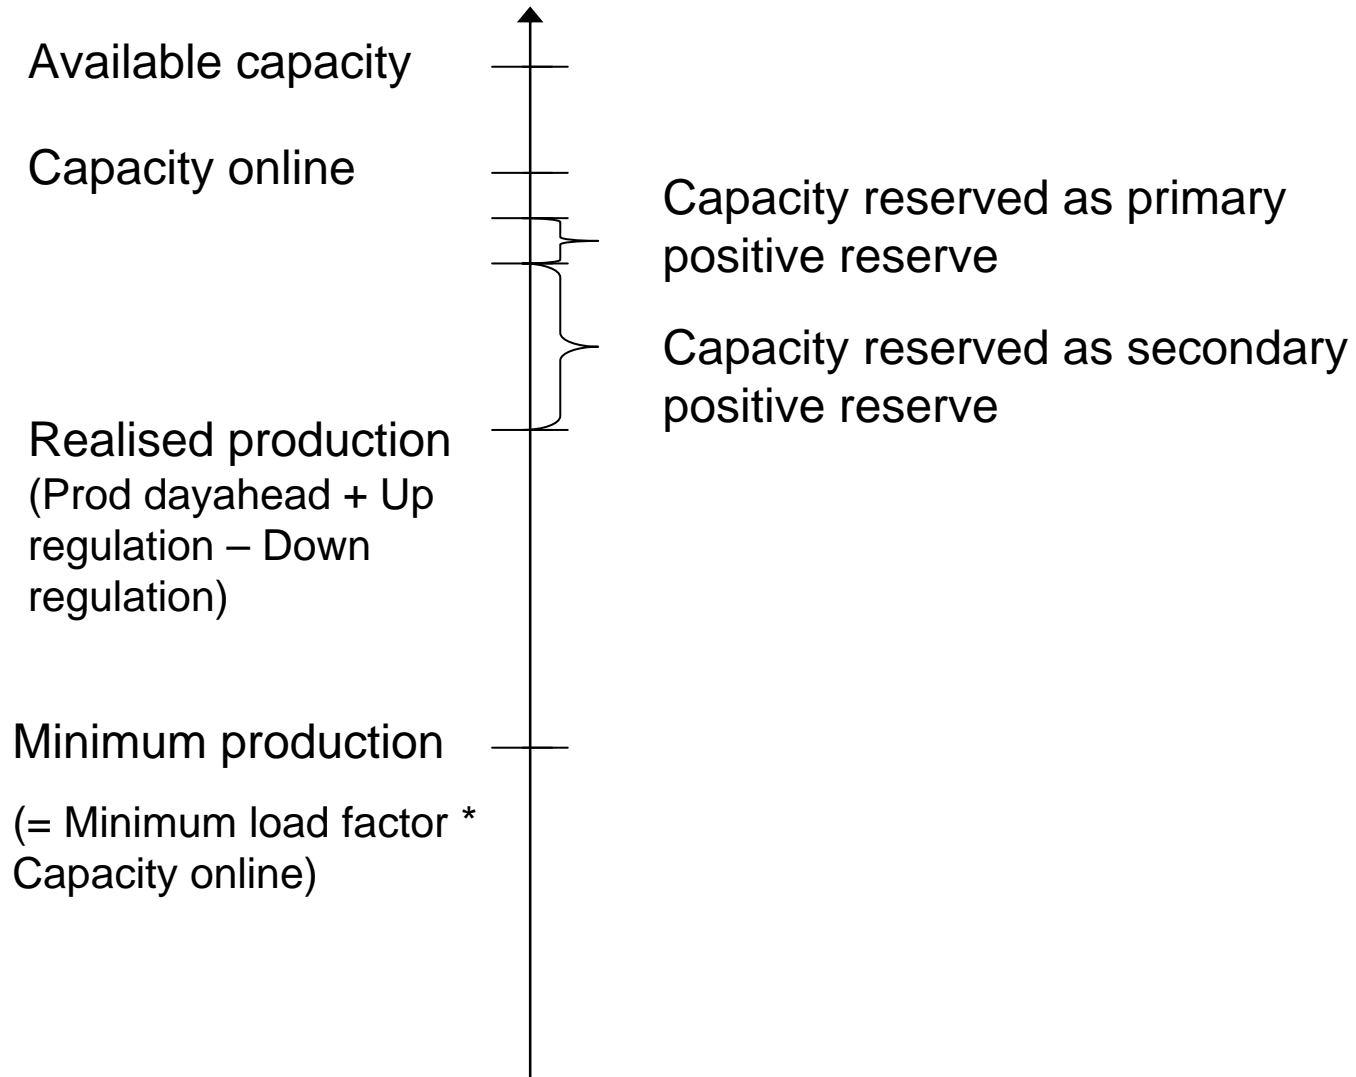 Available capacity
Capacity online
Capacity reserved as primary
positive reserve
Capacity reserved as secondary
positive reserve
Realised production
(Prod dayahead + Up
regulation – Down
regulation)
Minimum production
(= Minimum load factor *
Capacity online)